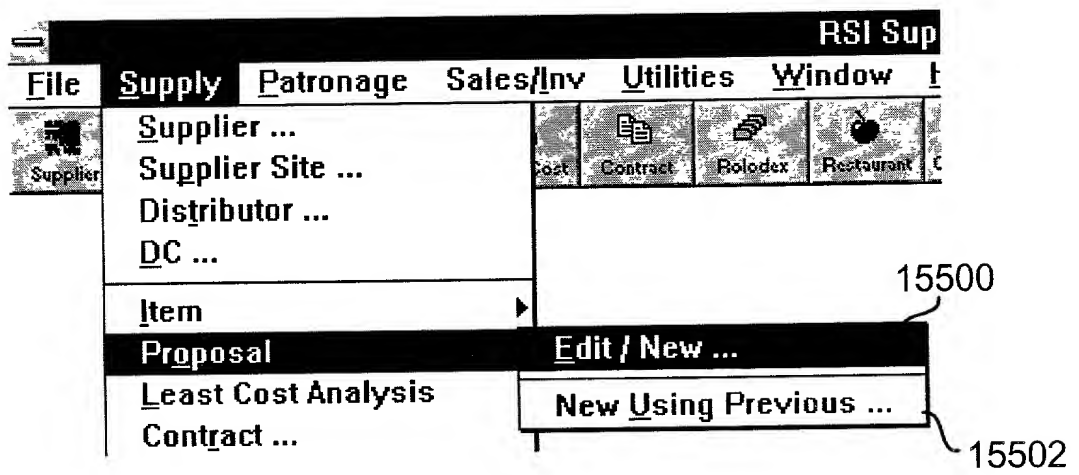 RSI Sup
File Supply Patronage Sales/Inv Utilities Window
Supplier ...
Supplier Cost Contract Rolodex Restaurant
Supplier Site ...
Distributor ...
DC ...
15500
Item
Proposal Edit / New ...
Least Cost Analysis New Using Previous ...
Contract ...
15502